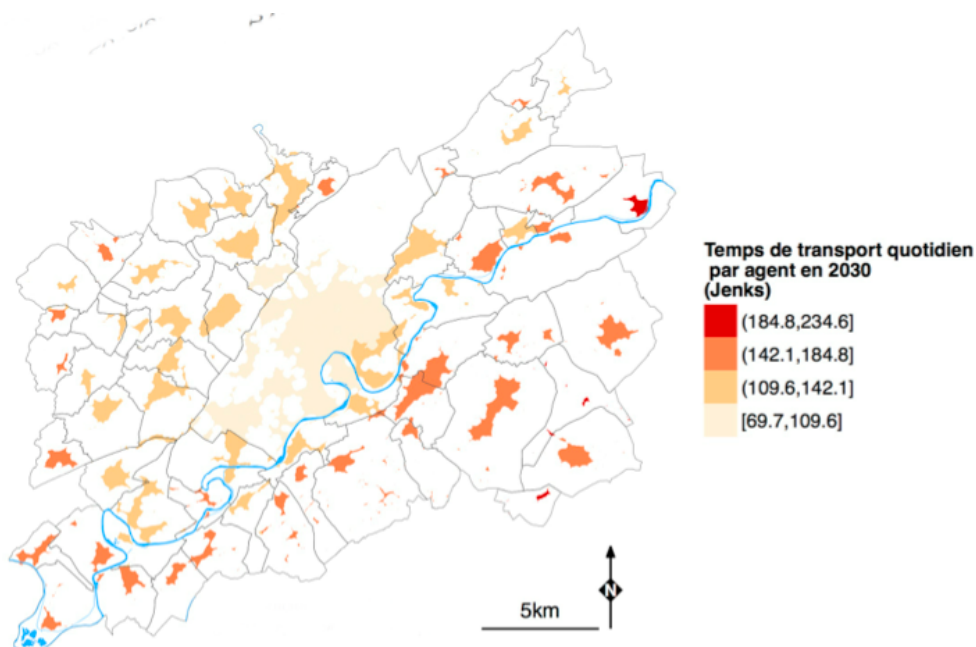 Temps de transport quotidien
par agent en 2030
(Jenks)
(184.8,234.6]
(142.1,184.8]
(109.6,142.1]
[69.7,109.6]
N
5km